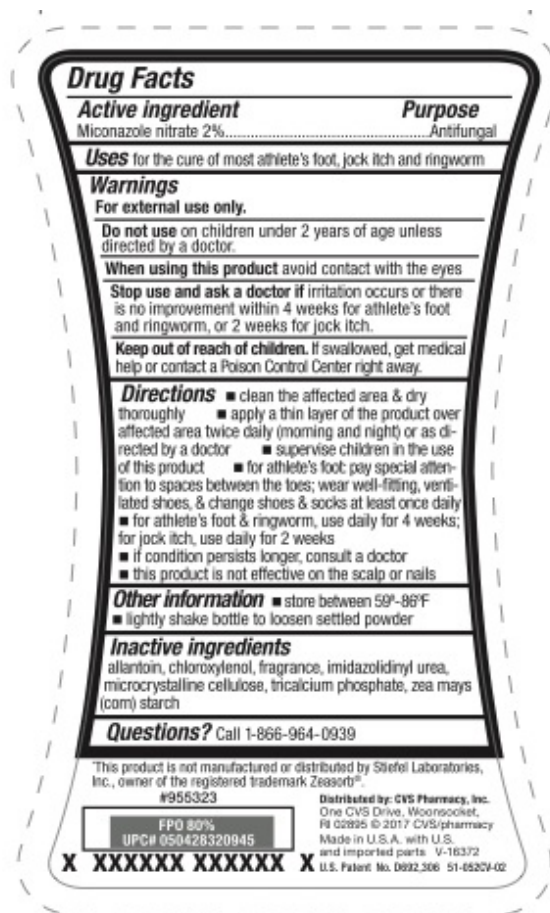 Drug Facts
Active ingredient Purpose
Miconazole nitrate 2%......................................................Antifungal
Uses for the cure of most athlete's foot, jock itch and ringworm
Warnings
For external use only.
Do not use on children under 2 years of age unless
directed by a doctor.
When using this product avoid contact with the eyes
Stop use and ask a doctor if irritation occurs or there
is no improvement within 4 weeks for athlete's foot
and ringworm, or 2 weeks for jock itch.
Keep out of reach of children. If swallowed, get medical
help or contact a Poison Control Center right away.
Directions ■ clean the affected area & dry
thoroughly ■ apply a thin layer of the product over
affected area twice daily (morning and night) or as di-
rected by a doctor ■ supervise children in the use
of this product ■ for athlete's foot: pay special atten-
tion to spaces between the toes; wear well-fitting, venti-
lated shoes, & change shoes & socks at least once daily
■ for athlete's foot & ringworm, use daily for 4 weeks;
for jock itch, use daily for 2 weeks
■ if condition persists longer, consult a doctor
■ this product is not effective on the scalp or nails
Other information ■ store between 59º-86ºF
■ lightly shake bottle to loosen settled powder
Inactive ingredients
allantoin, chloroxylenol, fragrance, imidazolidinyl urea,
microcrystalline cellulose, tricalcium phosphate, zea mays
(corn) starch
Questions? Call 1-866-964-0939
*This product is not manufactured or distributed by Stiefel Laboratories,
Inc., owner of the registered trademark Zeasorb®.
#955323
FPO 80%
UPC# 050428320945
X XXXXXX XXXXXX X
Distributed by: CVS Pharmacy, Inc.
One CVS Drive, Woonsocket,
RI 02895 © 2017 CVS/pharmacy
Made in U.S.A. with U.S.
and imported parts V-16372
U.S. Patent No. D692,306 51-052CV-02